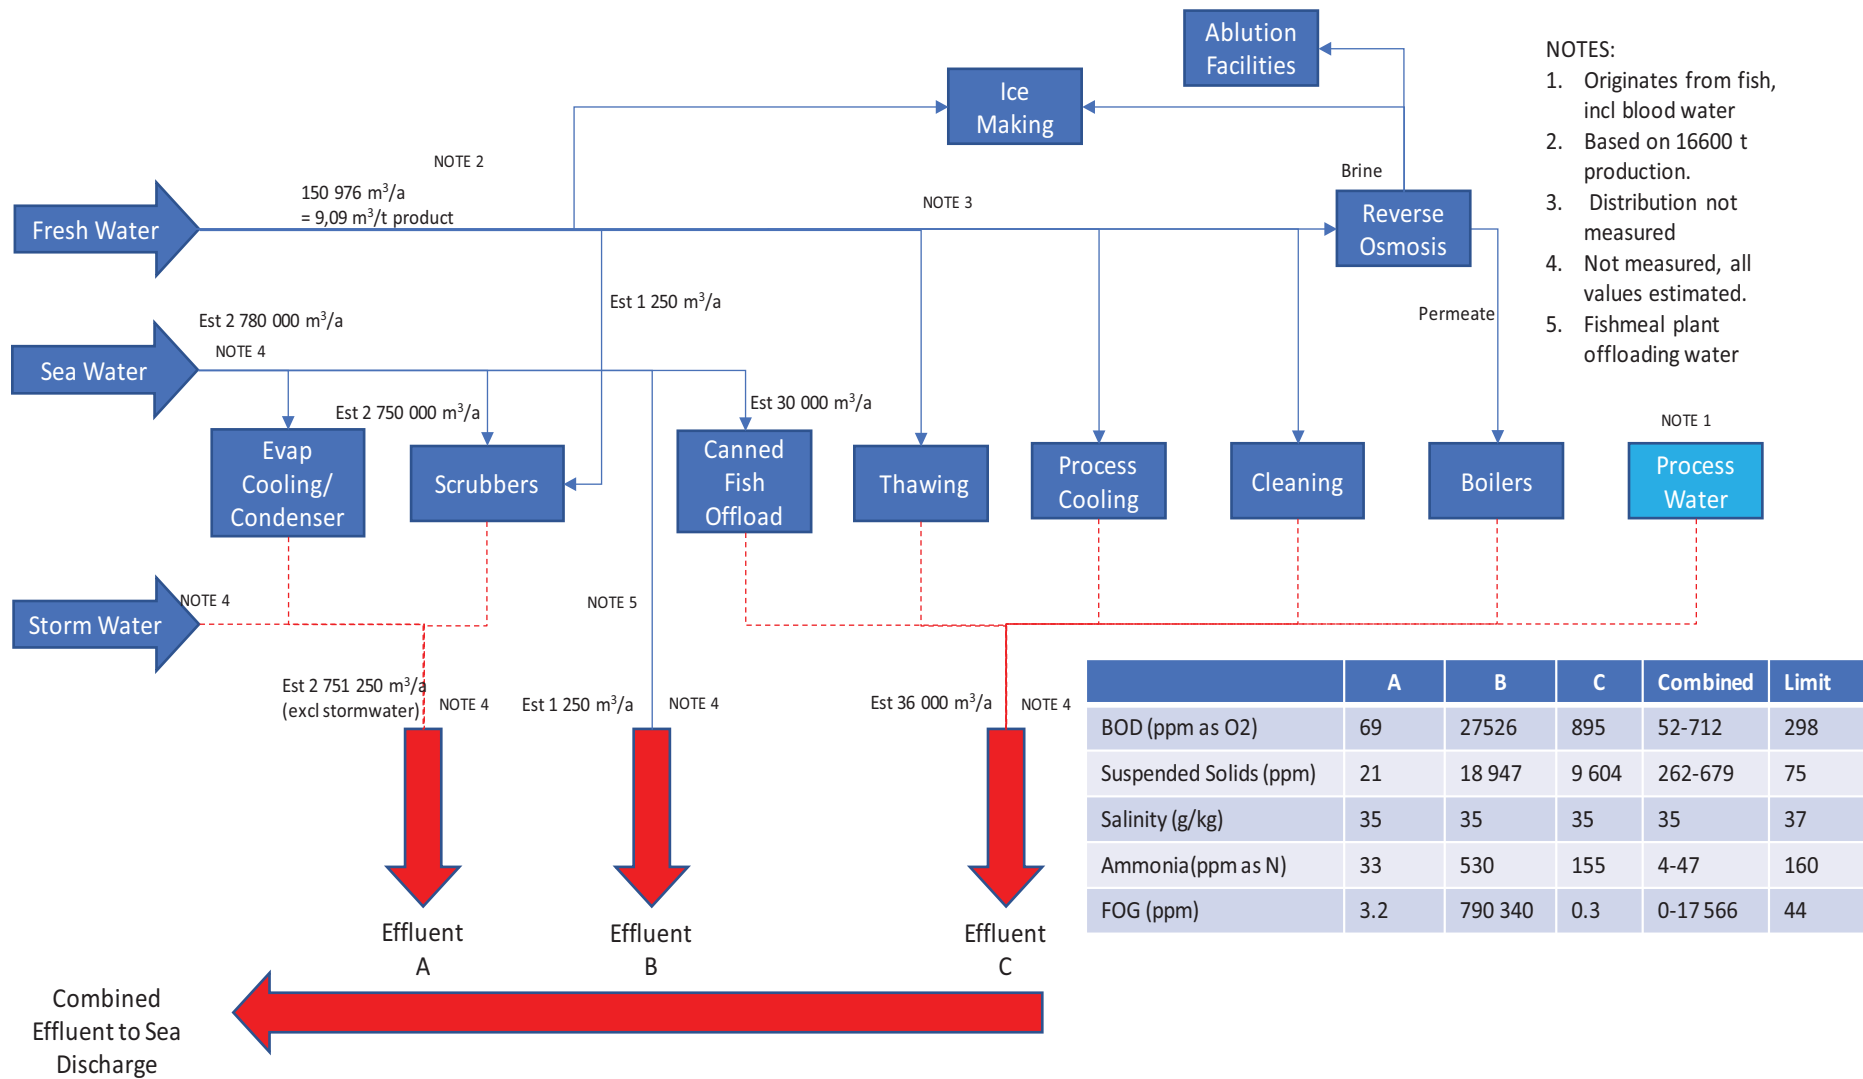 Ablution
Facilities
Ice
Making
NOTES:
1. Originates from fish,
incl blood water
2. Based on 16600 t
production.
3. Distribution not
measured
4. Not measured, all
values estimated.
5. Fishmeal plant
offloading water
NOTE 2
Brine
150 976 m³/a
= 9,09 m³/t product
NOTE 3
Fresh Water
Reverse
Osmosis
Est 1 250 m³/a
Permeate
Est 2 780 000 m³/a
NOTE 4
Sea Water
Est 2 750 000 m³/a
Est 30 000 m³/a
NOTE 1
Evap
Cooling/
Condenser
Scrubbers
Canned
Fish
Offload
Thawing
Process
Cooling
Cleaning
Boilers
Process
Water
NOTE 4
Storm Water
NOTE 5
Est 2 751 250 m³/a
(excl stormwater)
NOTE 4
Est 1 250 m³/a
NOTE 4
Est 36 000 m³/a
NOTE 4
A B C Combined Limit
BOD (ppm as O2) 69 27526 895 52-712 298
Suspended Solids (ppm) 21 18 947 9 604 262-679 75
Salinity (g/kg) 35 35 35 35 37
Ammonia(ppm as N) 33 530 155 4-47 160
FOG (ppm) 3.2 790 340 0.3 0-17 566 44
Effluent
A
Effluent
B
Effluent
C
Combined
Effluent to Sea
Discharge